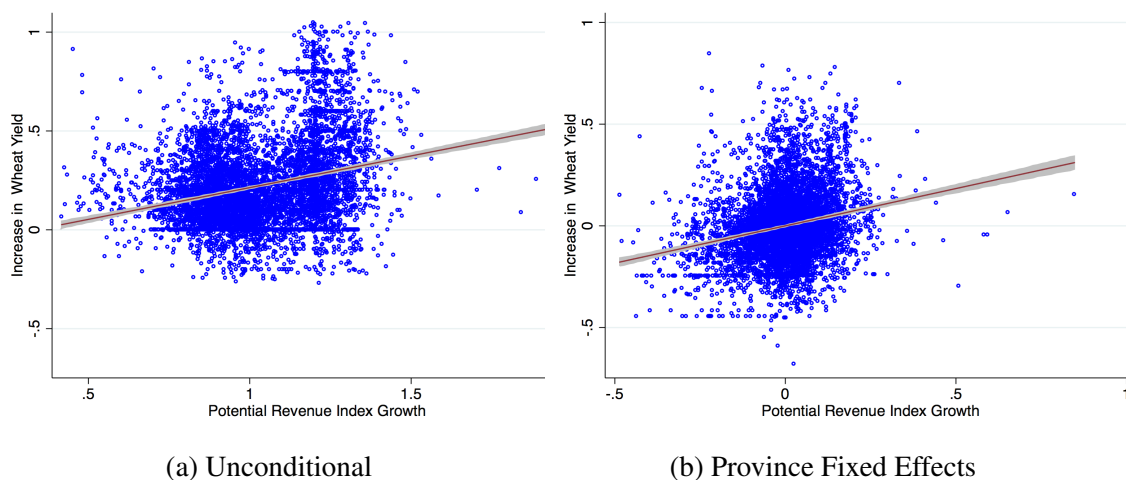 Increase in Wheat Yield
1
.5
0
-.5
.5
1
1.5
Potential Revenue Index Growth
(a) Unconditional
Increase in Wheat Yield
1
.5
0
-.5
-.5
0
.5
1
Potential Revenue Index Growth
(b) Province Fixed Effects